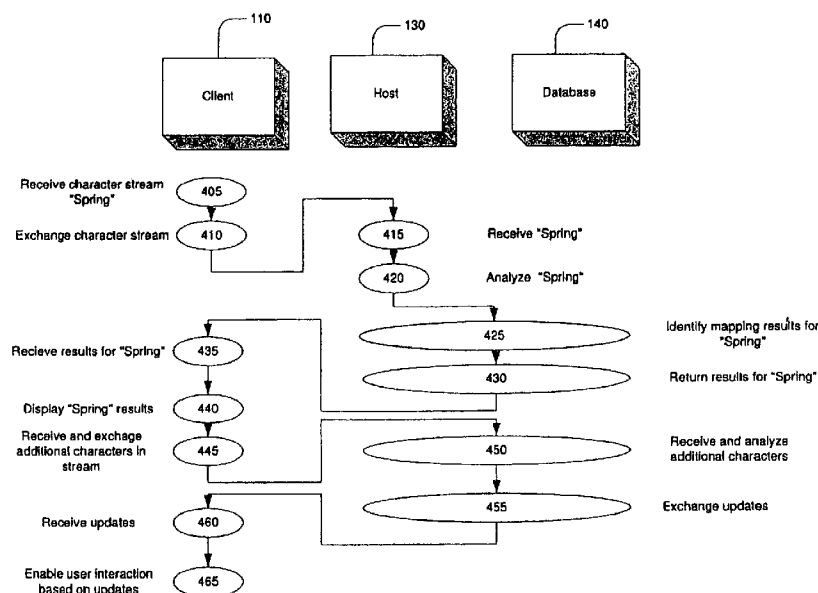 110
130
140
Client
Host
Database
Receive character stream
"Spring"
405
Exchange character stream
410
415
Receive "Spring"
420
Analyze "Spring"
425
Identify mapping results for
"Spring"
Recieve results for "Spring"
435
430
Return results for "Spring"
Display "Spring" results
440
Receive and exchage
additional characters in
stream
445
450
Receive and analyze
additional characters
455
Exchange updates
Receive updates
460
Enable user interaction
based on updates
465